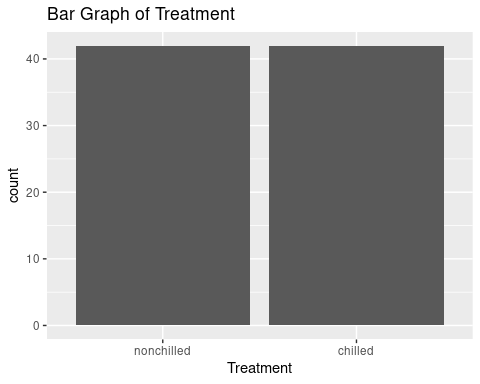 Bar Graph of Treatment
40
30
20
10
0
count
nonchilled chilled
Treatment